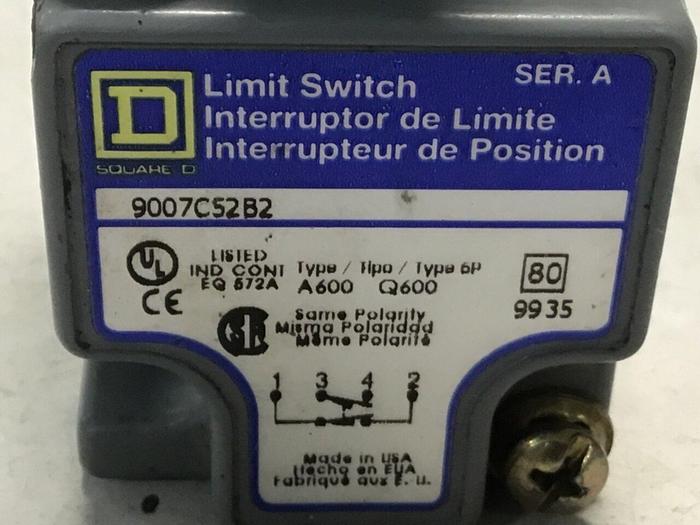 SER. A
Limit Switch
Interruptor de Limite
Interrupteur de Position
D
SQUARE D
9007C52B2
UL
LISTED
IND CONT
EQ 572A
Type / Tipo / Type 6P
A600 Q600
80
9935
CE
Same Polarity
Misma Polaridad
Même Polarité
1 3 4 2
Made in USA
Hecho en EUA
Fabriqué aux E. U.